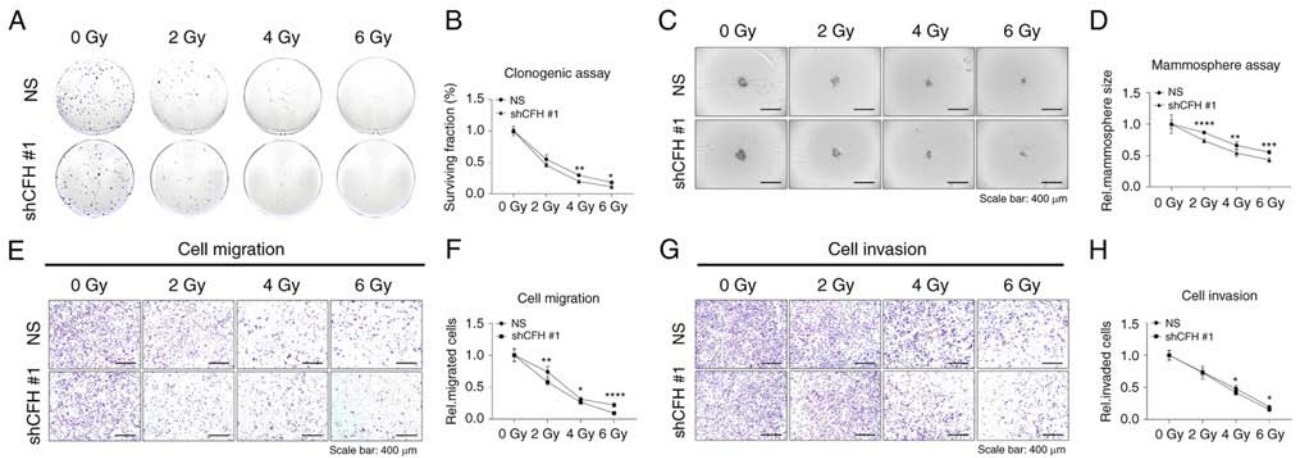 A
0 Gy 2 Gy 4 Gy 6 Gy
NS
shCFH #1
B
Clonogenic assay
NS
shCFH #1
Surviving fraction (%)
1.5
1.0
0.5
0.0
** *
0 Gy 2 Gy 4 Gy 6 Gy
C
0 Gy 2 Gy 4 Gy 6 Gy
NS
shCFH #1
Scale bar: 400 µm
D
Mammosphere assay
NS
shCFH #1
Rel.mammosphere size
1.5
1.0
0.5
0.0
**** ** ***
0 Gy 2 Gy 4 Gy 6 Gy
E
Cell migration
0 Gy 2 Gy 4 Gy 6 Gy
NS
shCFH #1
Scale bar: 400 µm
F
Cell migration
NS
shCFH #1
Rel.migrated cells
1.5
1.0
0.5
0.0
** * ****
0 Gy 2 Gy 4 Gy 6 Gy
G
Cell invasion
0 Gy 2 Gy 4 Gy 6 Gy
NS
shCFH #1
Scale bar: 400 µm
H
Cell invasion
NS
shCFH #1
Rel.invaded cells
1.5
1.0
0.5
0.0
* *
0 Gy 2 Gy 4 Gy 6 Gy